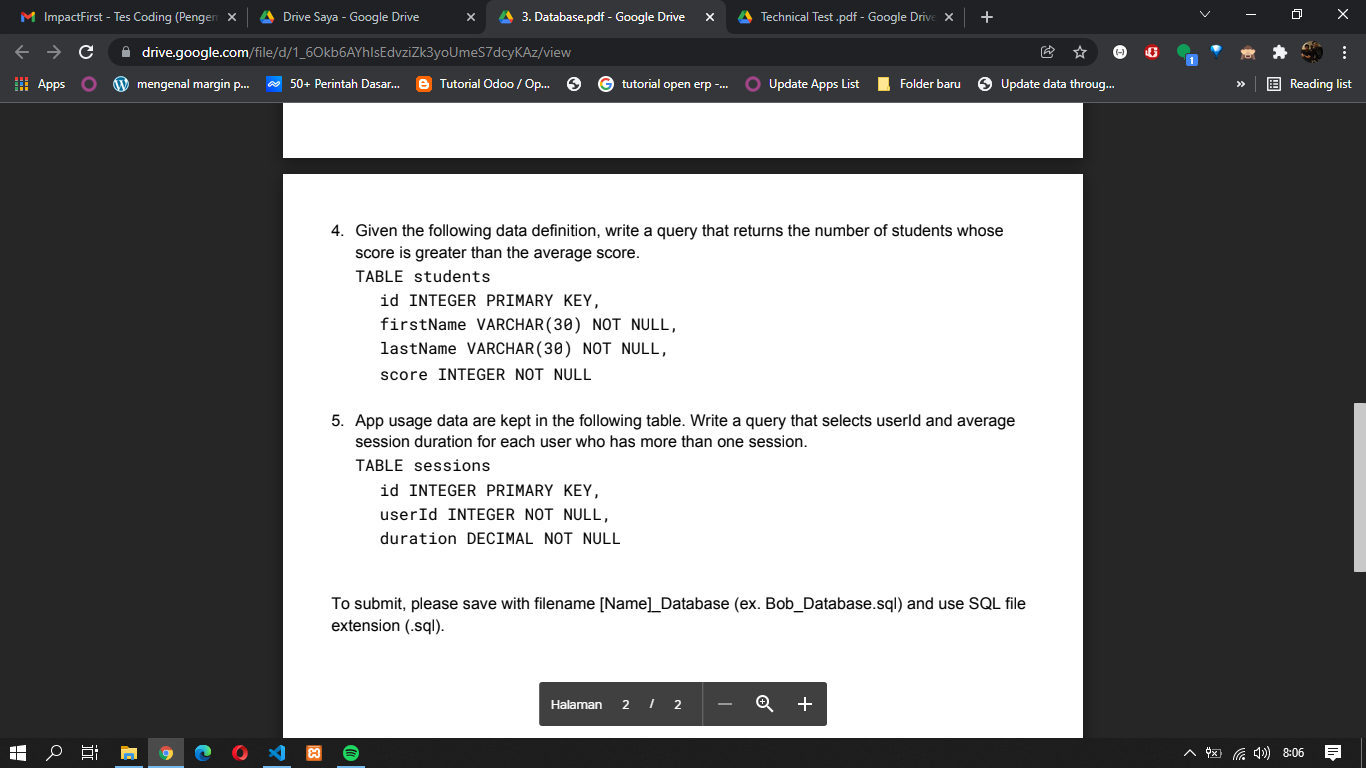 ImpactFirst - Tes Coding (Pengem
Drive Saya - Google Drive
3. Database.pdf - Google Drive
Technical Test .pdf - Google Drive
drive.google.com/file/d/1_6Okb6AYhIsEdvziZk3yoUmeS7dcyKAz/view
Apps
mengenal margin p...
50+ Perintah Dasar...
Tutorial Odoo / Op...
tutorial open erp -...
Update Apps List
Folder baru
Update data throug...
»
Reading list
4. Given the following data definition, write a query that returns the number of students whose
score is greater than the average score.
TABLE students
id INTEGER PRIMARY KEY,
firstName VARCHAR(30) NOT NULL,
lastName VARCHAR(30) NOT NULL,
score INTEGER NOT NULL
5. App usage data are kept in the following table. Write a query that selects userId and average
session duration for each user who has more than one session.
TABLE sessions
id INTEGER PRIMARY KEY,
userId INTEGER NOT NULL,
duration DECIMAL NOT NULL
To submit, please save with filename [Name]_Database (ex. Bob_Database.sql) and use SQL file
extension (.sql).
Halaman 2 / 2
8:06